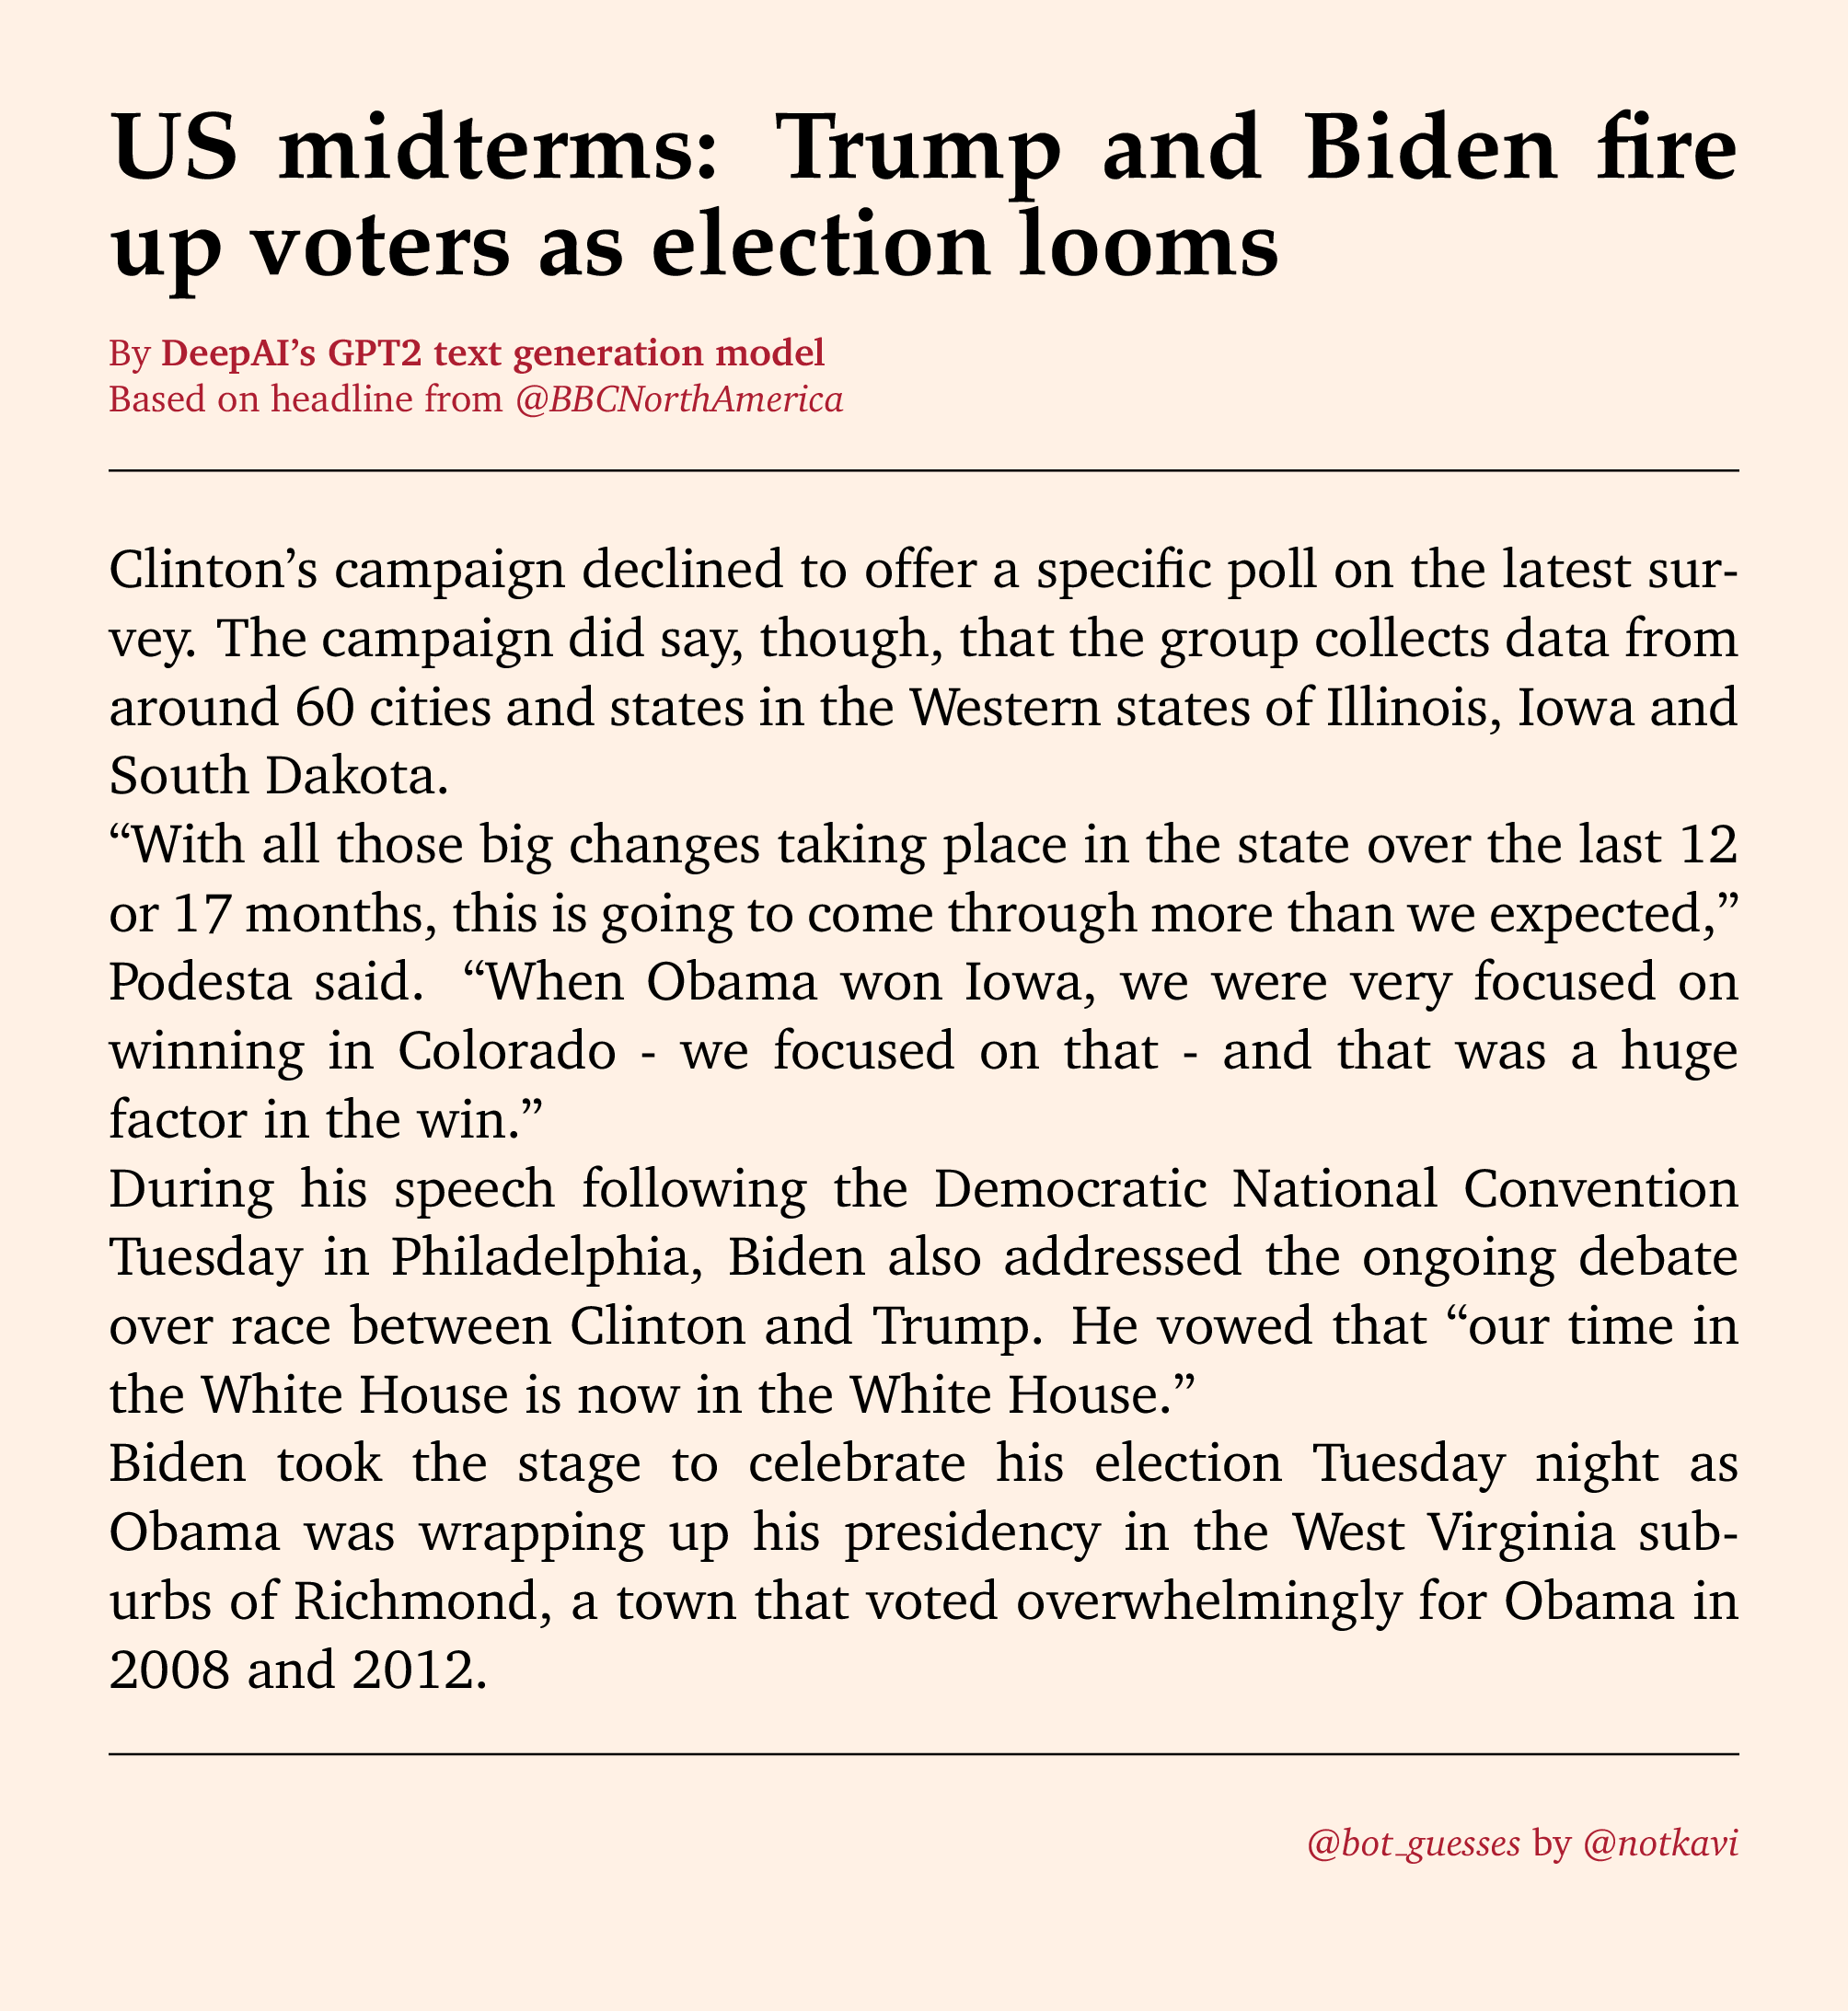 US midterms: Trump and Biden fire
up voters as election looms
By DeepAI’s GPT2 text generation model
Based on headline from @BBCNorthAmerica
Clinton’s campaign declined to offer a specific poll on the latest sur-
vey. The campaign did say, though, that the group collects data from
around 60 cities and states in the Western states of Illinois, Iowa and
South Dakota.
“With all those big changes taking place in the state over the last 12
or 17 months, this is going to come through more than we expected,”
Podesta said. “When Obama won Iowa, we were very focused on
winning in Colorado - we focused on that - and that was a huge
factor in the win.”
During his speech following the Democratic National Convention
Tuesday in Philadelphia, Biden also addressed the ongoing debate
over race between Clinton and Trump. He vowed that “our time in
the White House is now in the White House.”
Biden took the stage to celebrate his election Tuesday night as
Obama was wrapping up his presidency in the West Virginia sub-
urbs of Richmond, a town that voted overwhelmingly for Obama in
2008 and 2012.
@bot_guesses by @notkavi